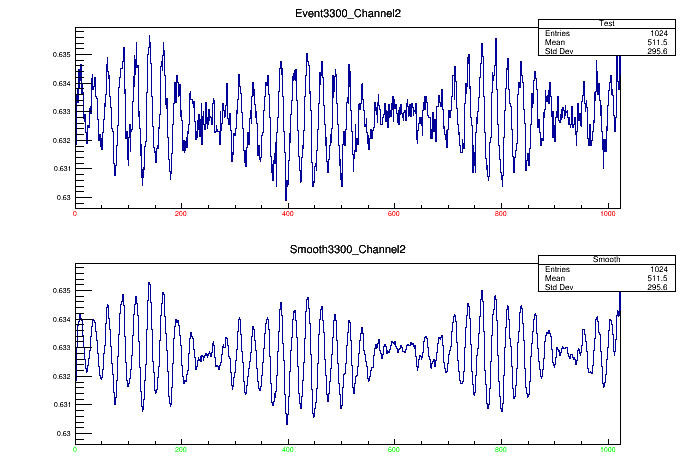 Event3300_Channel2
Test
Entries 1024
Mean 511.5
Std Dev 295.6
0.635
0.634
0.633
0.632
0.631
0.63
0 200 400 600 800 1000
Smooth3300_Channel2
Smooth
Entries 1024
Mean 511.5
Std Dev 295.6
0.635
0.634
0.633
0.632
0.631
0.63
0 200 400 600 800 1000